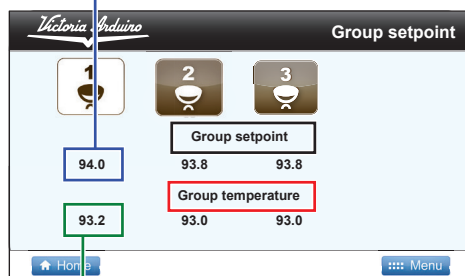 Victoria Arduino
Group setpoint
1 2 3
Group setpoint
94.0 93.8 93.8
Group temperature
93.2 93.0 93.0
Home Menu